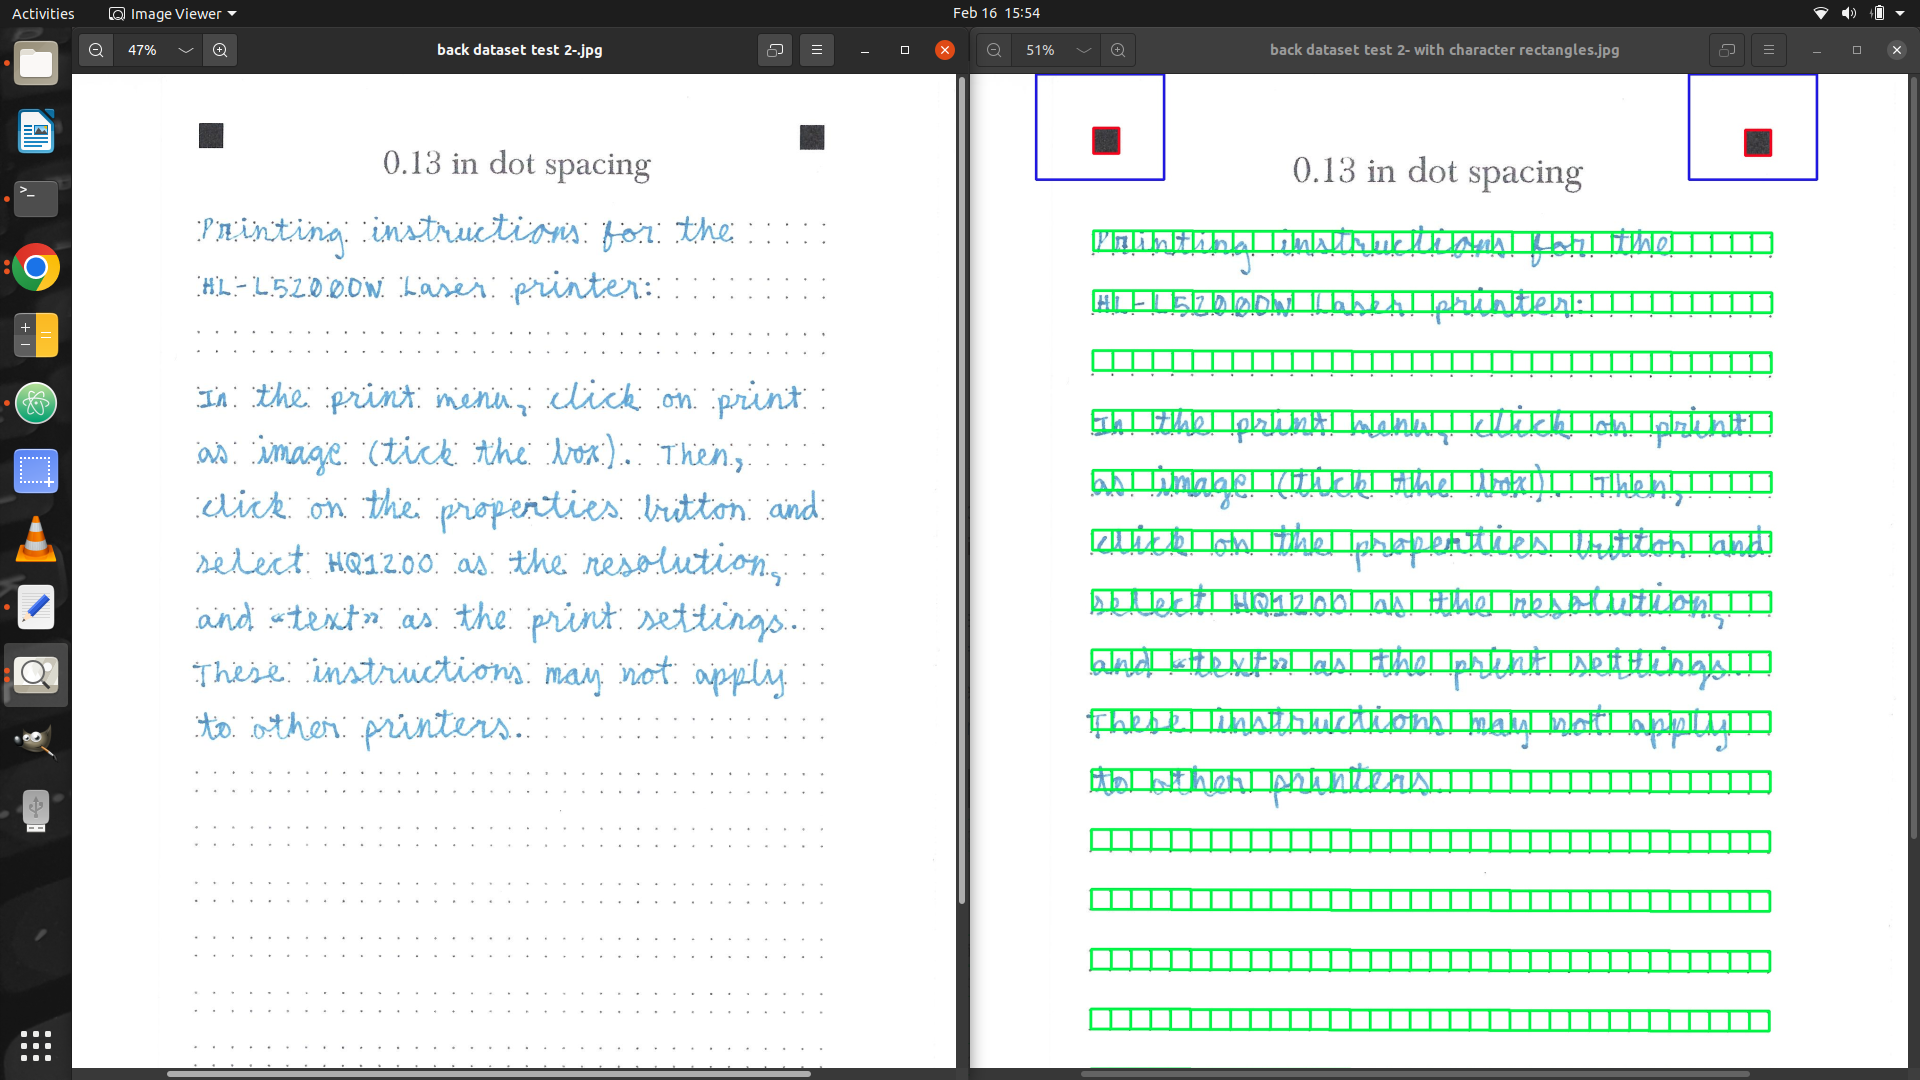 Activities
Image Viewer
Feb 16 15:54
47%
back dataset test 2-.jpg
0.13 in dot spacing
Printing instructions for the
HL-L5200DW Laser printer:
In the print menu, click on print
as image (tick the box). Then,
click on the properties button and
select HQ1200 as the resolution,
and «text» as the print settings.
These instructions may not apply
to other printers.
51%
back dataset test 2- with character rectangles.jpg
0.13 in dot spacing
Printing instructions for the
HL-L5200DW Laser printer:
In the print menu, click on print
as image (tick the box). Then,
click on the properties button and
select HQ1200 as the resolution,
and «text» as the print settings.
These instructions may not apply
to other printers.